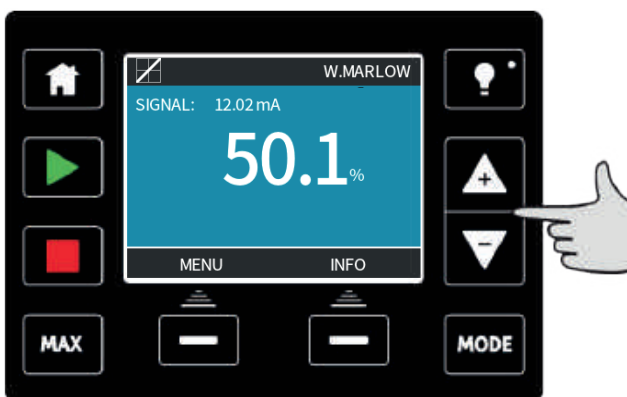 W.MARLOW
SIGNAL: 12.02 mA
50.1%
MENU INFO
+
−
MAX
MODE